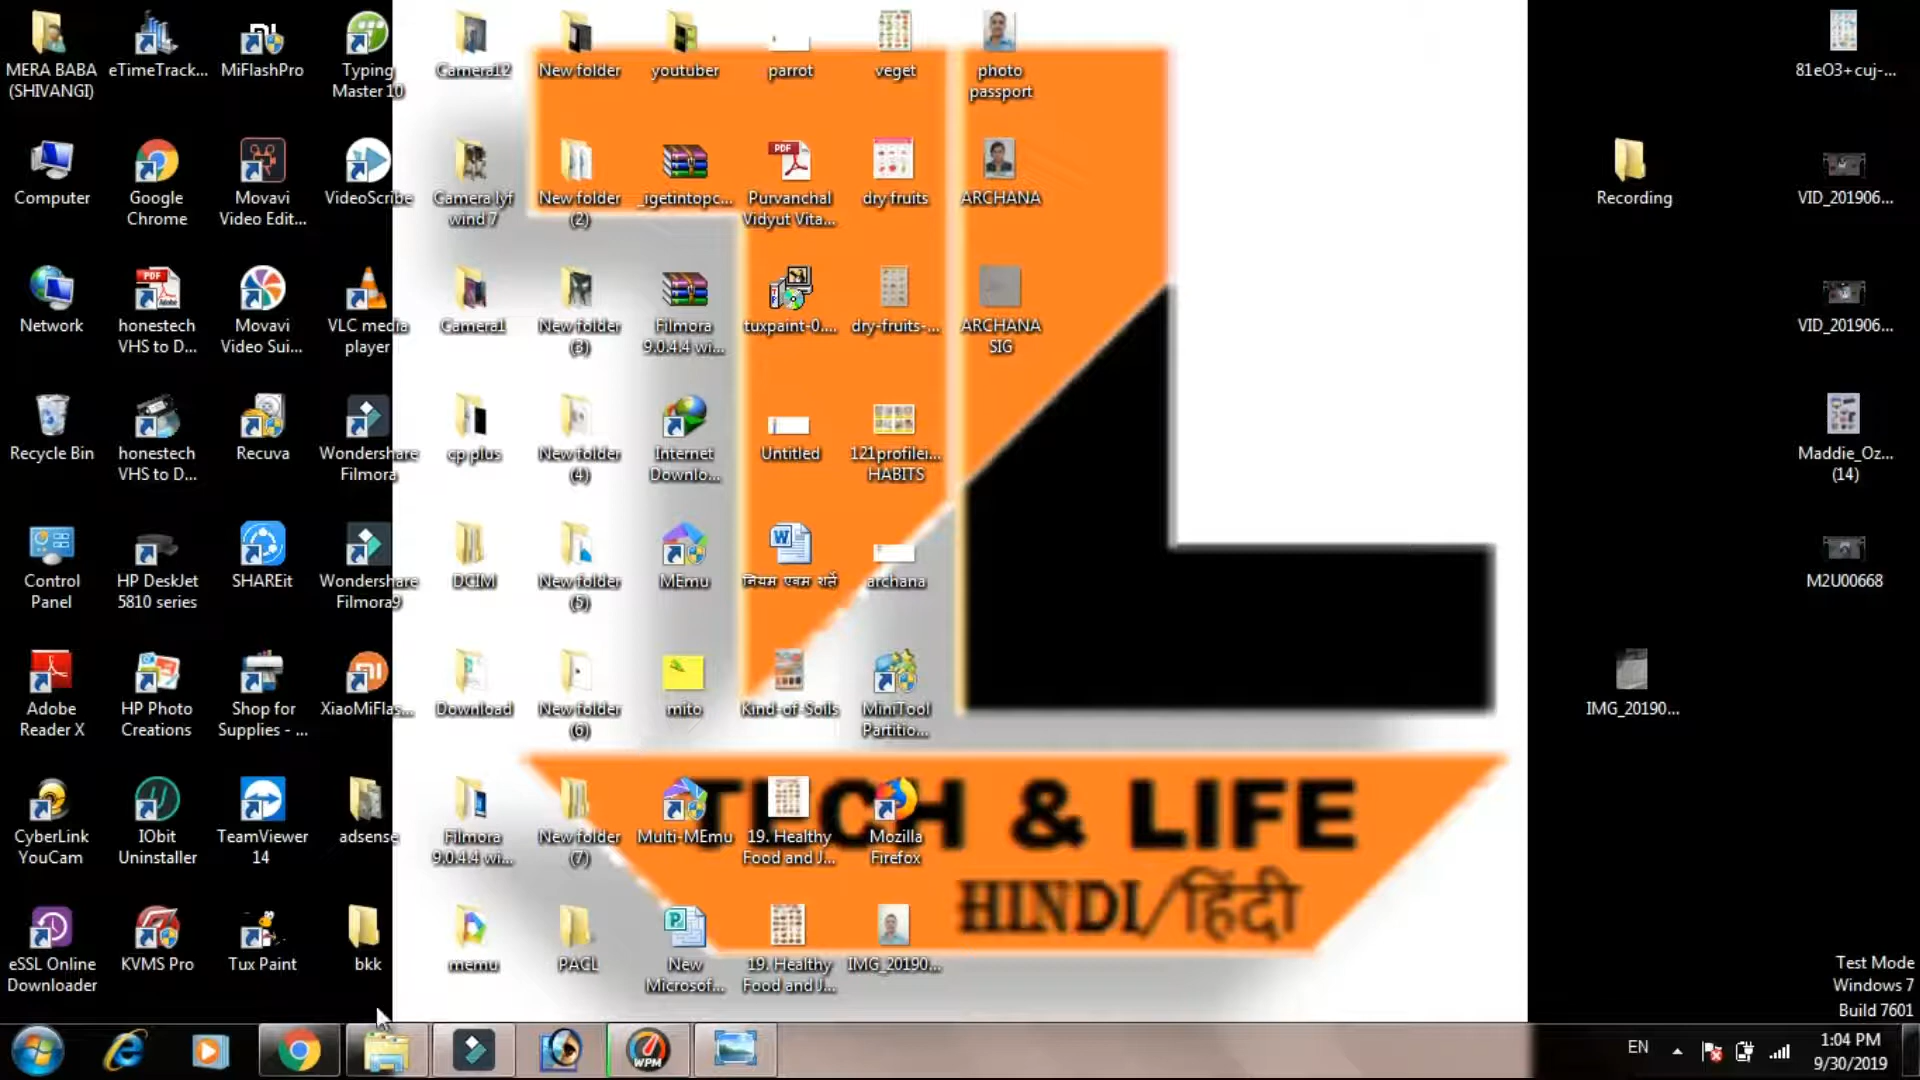 MERA BABA
(SHIVANGI)
eTimeTrack...
MiFlashPro
Typing
Master 10
Camera12
New folder
youtuber
parrot
veget
photo
passport
81eO3+cuj-...
Computer
Google
Chrome
Movavi
Video Edit...
VideoScribe
Camera lyf
wind 7
New folder
(2)
_igetintopc...
PDF
Purvanchal
Vidyut Vita...
dry fruits
ARCHANA
Recording
VID_201906...
Network
PDF
Adobe
honestech
VHS to D...
Movavi
Video Sui...
VLC media
player
Camera1
New folder
(3)
Filmora
9.0.4.4 wi...
tuxpaint-0....
dry-fruits-...
ARCHANA
SIG
VID_201906...
Recycle Bin
honestech
VHS to D...
Recuva
Wondershare
Filmora
cp plus
New folder
(4)
Internet
Downlo...
Untitled
121profilei...
HABITS
Maddie_Oz...
(14)
Control
Panel
HP DeskJet
5810 series
SHAREit
Wondershare
Filmora9
DCIM
New folder
(5)
MEmu
नियम एवम शर्ते
archana
M2U00668
Adobe
Reader X
HP Photo
Creations
Shop for
Supplies - ...
XiaoMiFlas...
Download
New folder
(6)
mito
Kind-of-Soils
MiniTool
Partitio...
IMG_20190...
CyberLink
YouCam
IObit
Uninstaller
TeamViewer
14
adsense
Filmora
9.0.4.4 wi...
New folder
(7)
Multi-MEmu
19. Healthy
Food and J...
Mozilla
Firefox
TECH & LIFE
HINDI/हिंदी
eSSL Online
Downloader
KVMS Pro
Tux Paint
bkk
memu
PACL
New
Microsof...
19. Healthy
Food and J...
IMG_20190...
Test Mode
Windows 7
Build 7601
WPM
EN
1:04 PM
9/30/2019